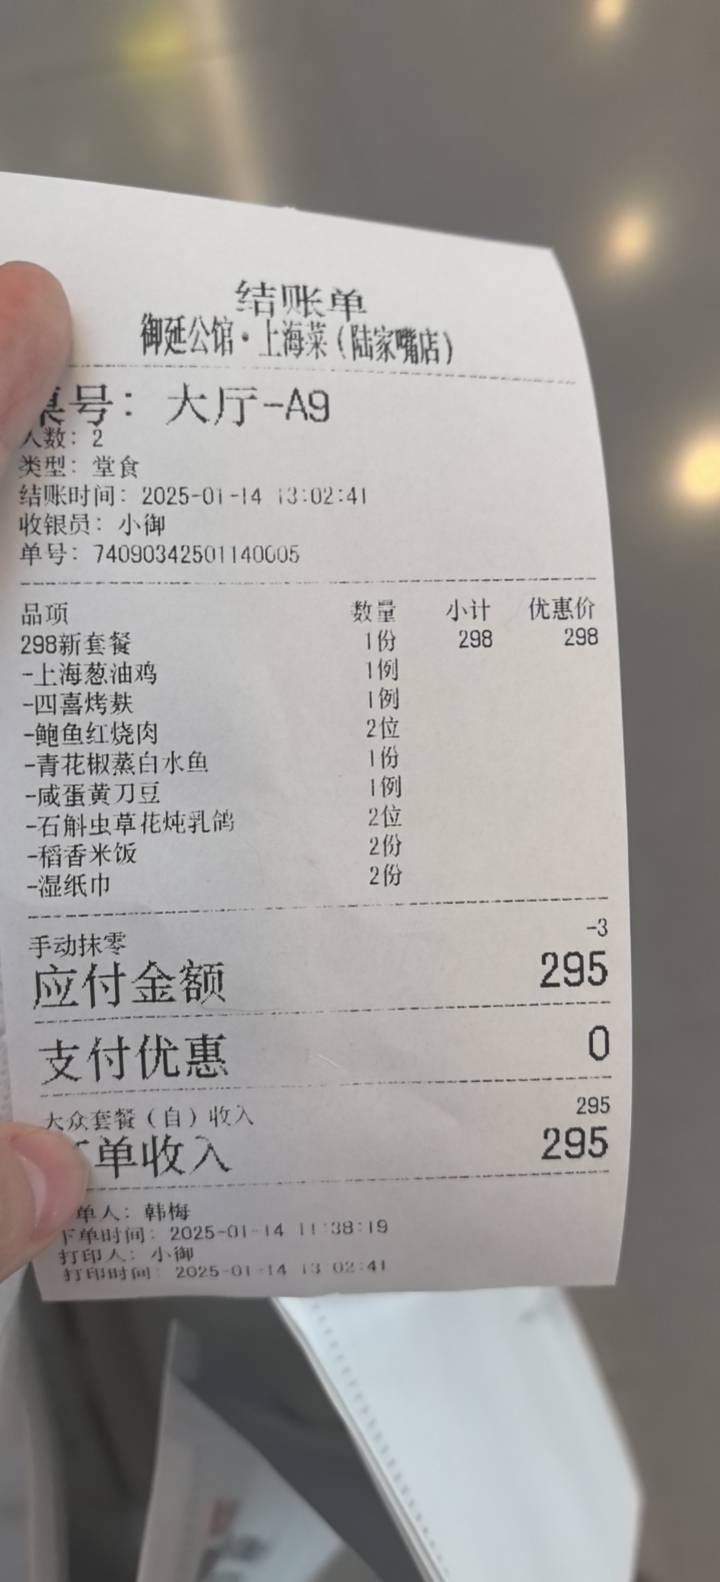 结账单
御延公馆·上海菜(陆家嘴店)
桌号: 大厅-A9
人数: 2
类型: 堂食
结账时间: 2025-01-14 13:02:41
收银员: 小御
单号: 74090342501140005
品项 数量 小计 优惠价
298新套餐 1份 298 298
-上海葱油鸡 1例
-四喜烤麸 1例
-鲍鱼红烧肉 2位
-青花椒蒸白水鱼 1份
-咸蛋黄刀豆 1例
-石斛虫草花炖乳鸽 2位
-稻香米饭 2份
-湿纸巾 2份
手动抹零 -3
应付金额 295
支付优惠 0
大众套餐(自)收入 295
单收入 295
单人: 韩梅
下单时间: 2025-01-14 11:38:19
打印人: 小御
打印时间: 2025-01-14 13:02:41